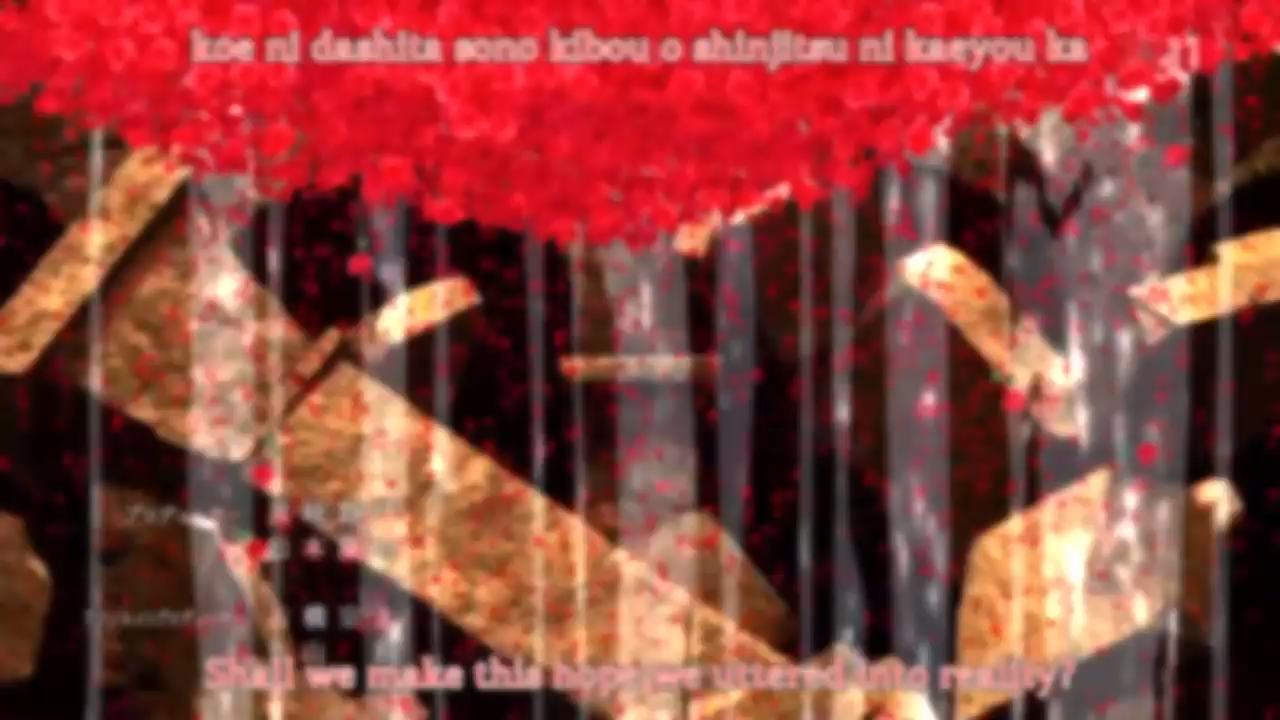 koe ni dashita sono kibou o shinjitsu ni kaeyou ka
Shall we make this hope we uttered into reality?